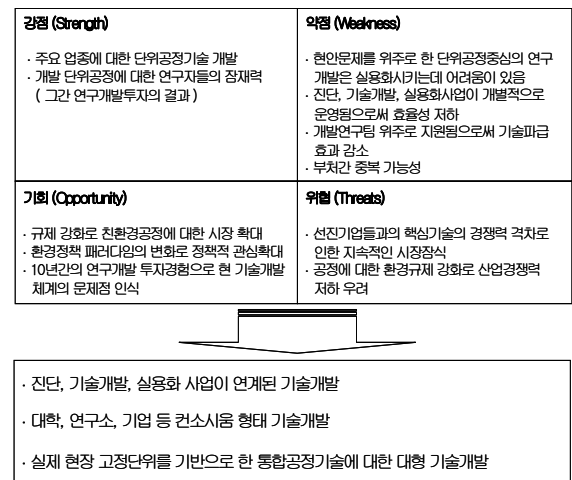 강점 (Strength)
· 주요 업종에 대한 단위공정기술 개발
· 개발 단위공정에 대한 연구자들의 잠재력
( 그간 연구개발투자의 결과 )
약점 (Weakness)
· 현안문제를 위주로 한 단위공정중심의 연구
개발은 실용화시키는데 어려움이 있음
· 진단, 기술개발, 실용화사업이 개별적으로
운영됨으로써 효율성 저하
· 개발연구팀 위주로 지원됨으로써 기술파급
효과 감소
· 부처간 중복 가능성
기회 (Opportunity)
· 규제 강화로 친환경공정에 대한 시장 확대
· 환경정책 패러다임의 변화로 정책적 관심확대
· 10년간의 연구개발 투자경험으로 현 기술개발
체계의 문제점 인식
위협 (Threats)
· 선진기업들과의 핵심기술의 경쟁력 격차로
인한 지속적인 시장잠식
· 공정에 대한 환경규제 강화로 산업경쟁력
저하 우려
· 진단, 기술개발, 실용화 사업이 연계된 기술개발
· 대학, 연구소, 기업 등 컨소시움 형태 기술개발
· 실제 현장 고정단위를 기반으로 한 통합공정기술에 대한 대형 기술개발